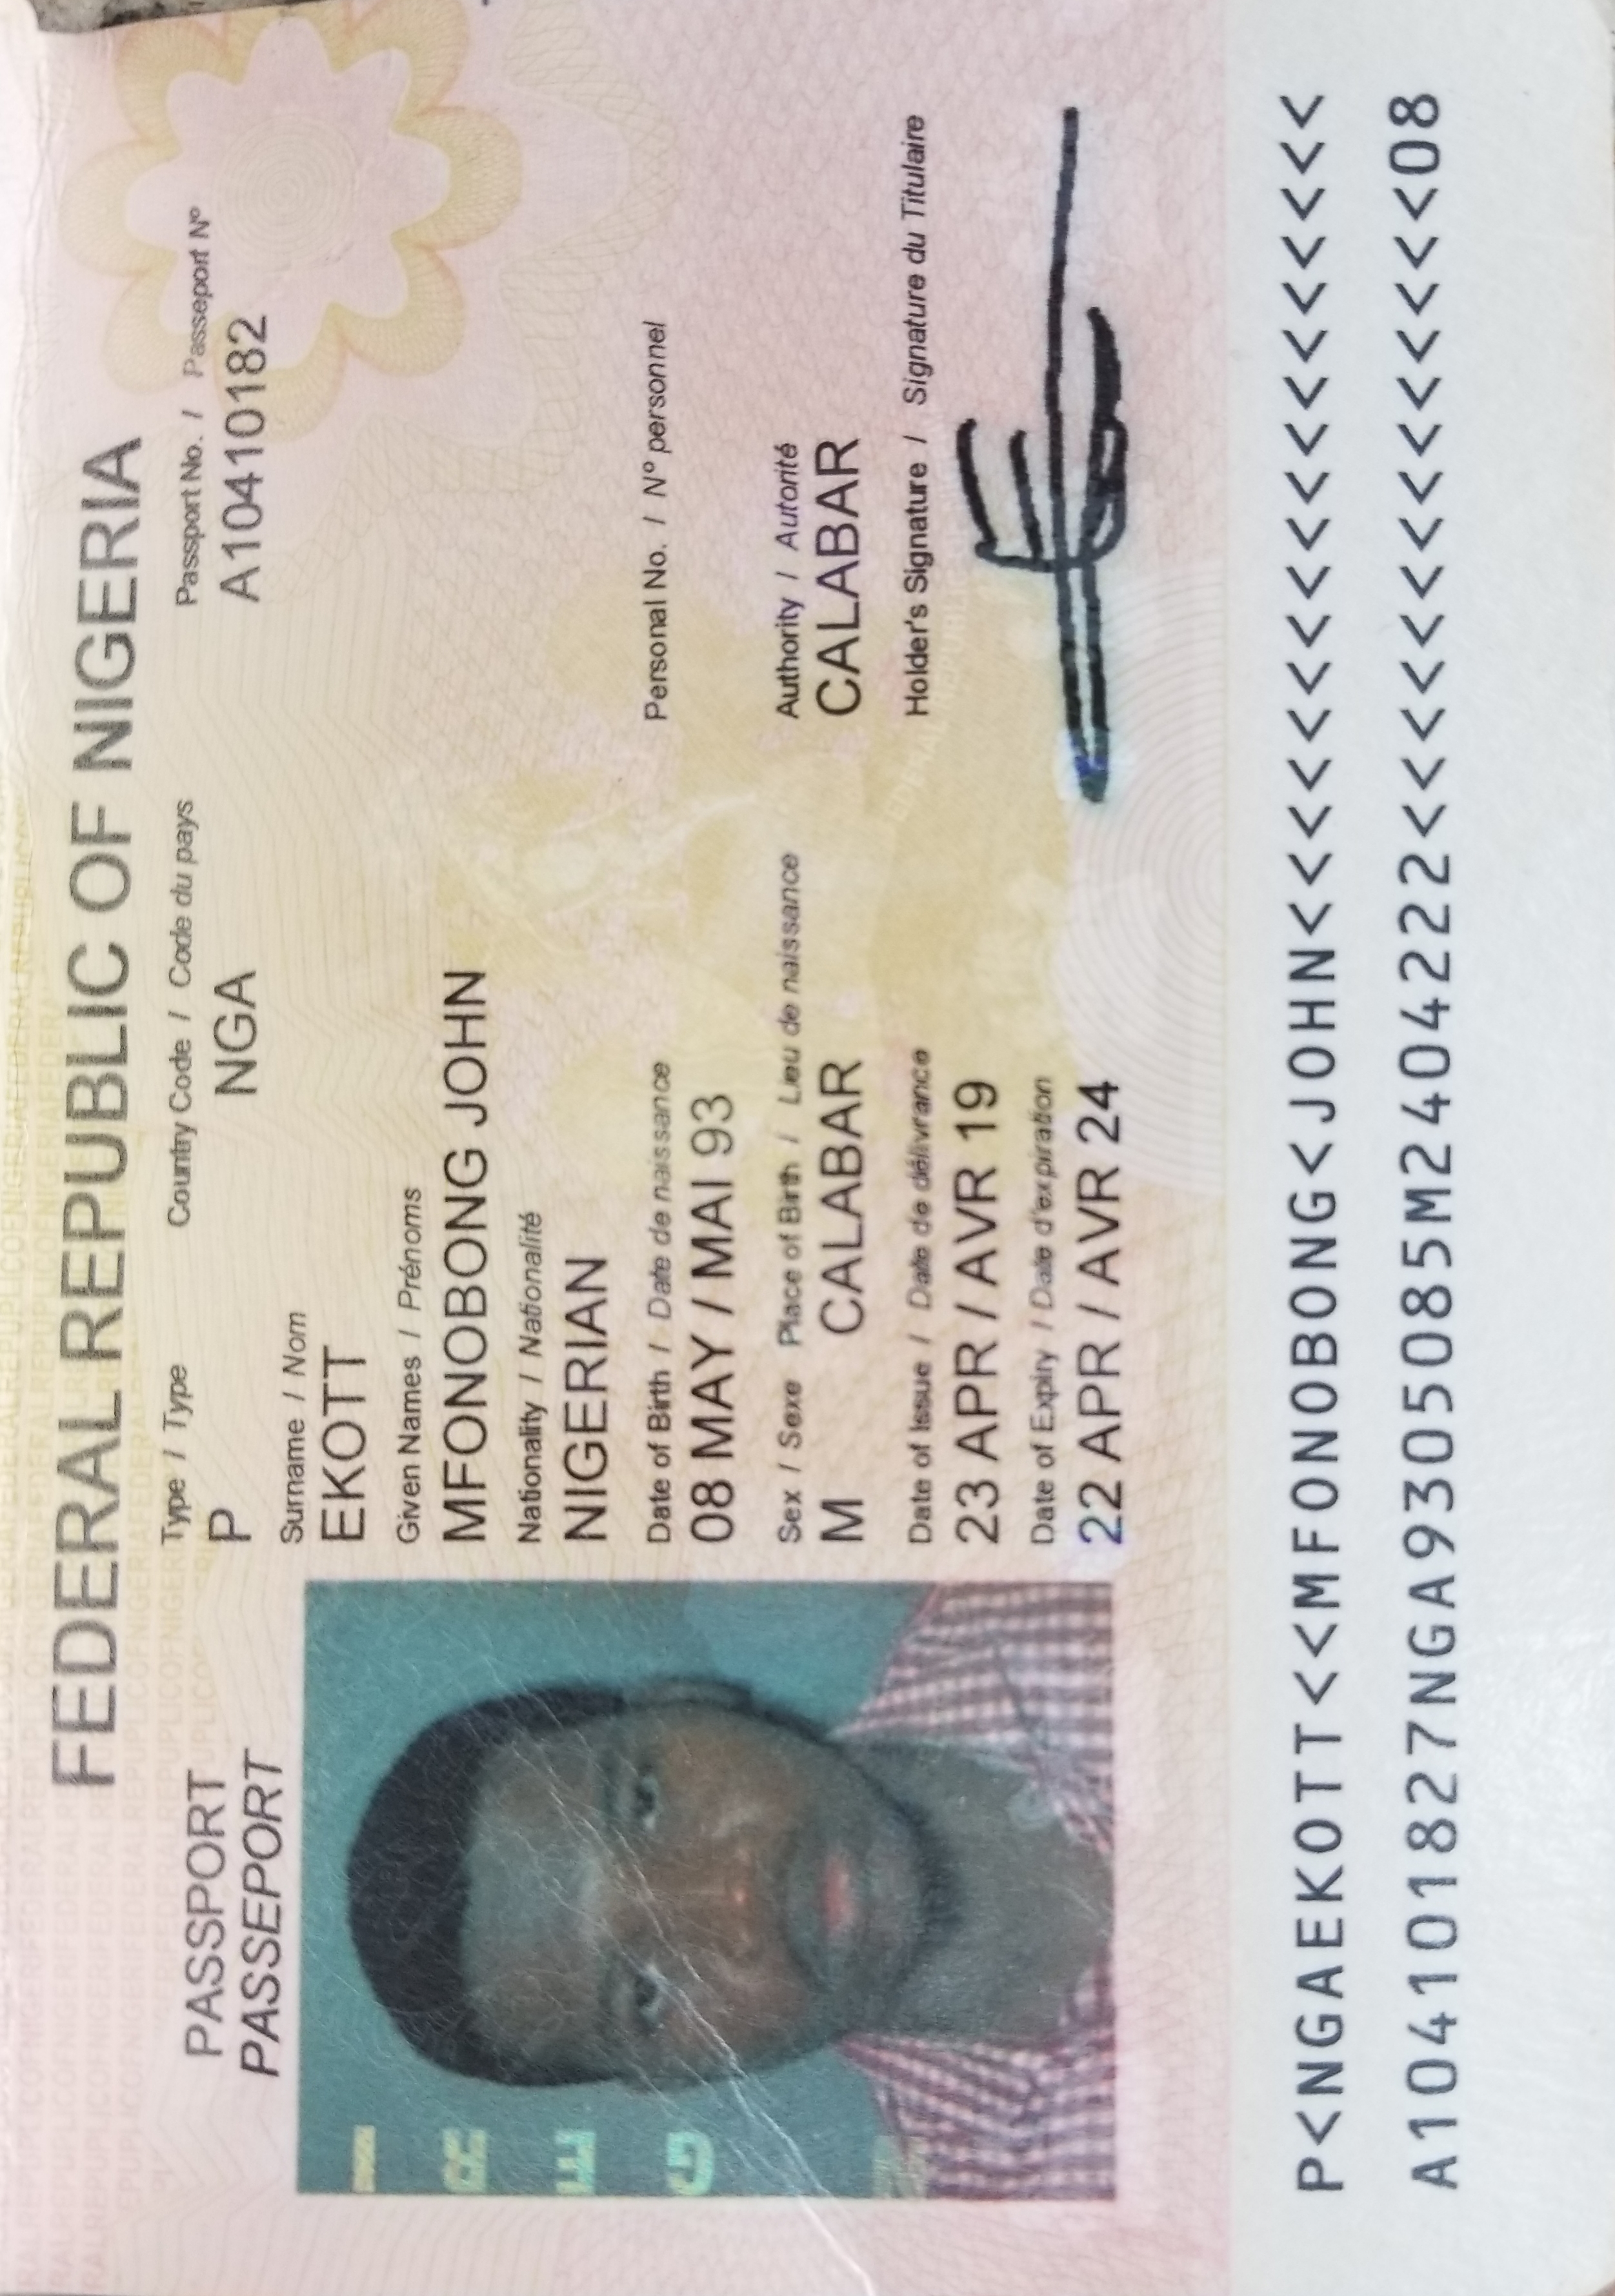 FEDERAL REPUBLIC OF NIGERIA
PASSPORT
PASSEPORT
Type / Type Country Code / Code du pays Passport No. / Passeport Nº
P NGA A10410182
Surname / Nom
EKOTT
Given Names / Prénoms
MFONOBONG JOHN
Nationality / Nationalité
NIGERIAN
Date of Birth / Date de naissance Personal No. / Nº personnel
08 MAY / MAI 93
Sex / Sexe Place of Birth / Lieu de naissance Authority / Autorité
M CALABAR CALABAR
Date of Issue / Date de délivrance Holder's Signature / Signature du Titulaire
23 APR / AVR 19
Date of Expiry / Date d'expiration
22 APR / AVR 24
P<NGAEKOTT<<MFONOBONG<JOHN<<<<<<<<<<<<<<<<<<
A104101827NGA9305085M2404222<<<<<<<<<<<<<<08